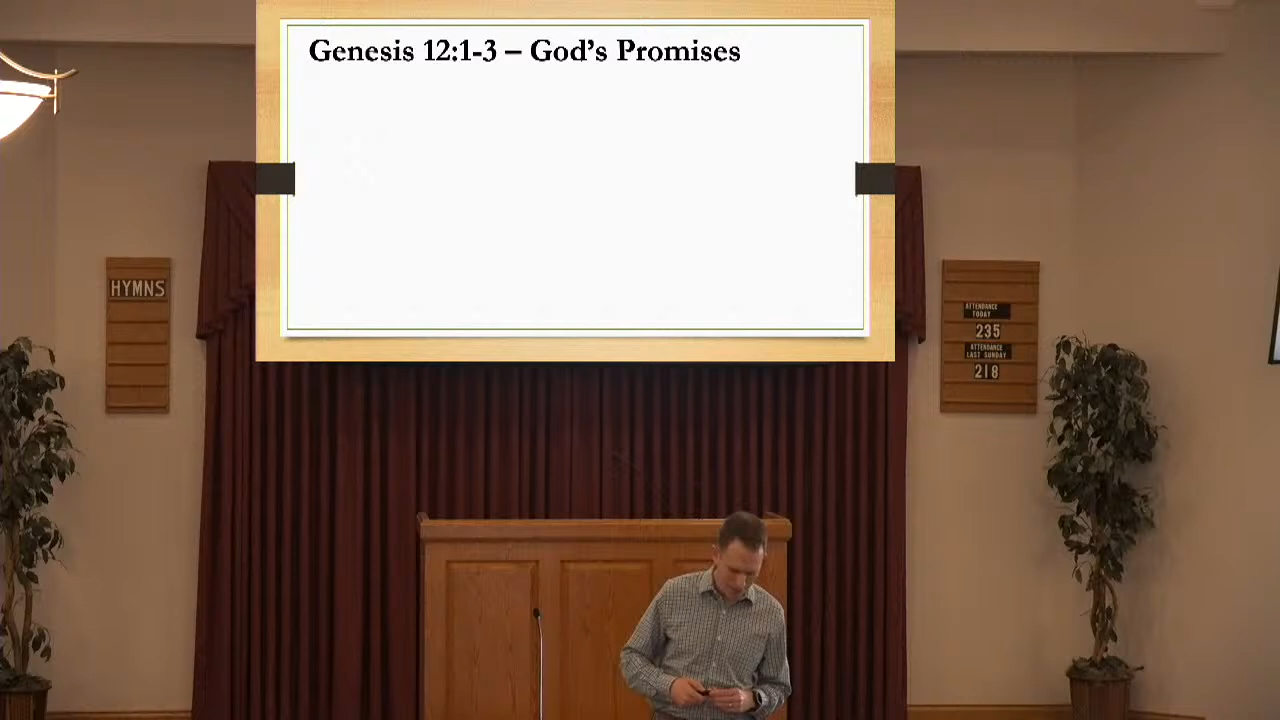 Genesis 12:1-3 – God's Promises
HYMNS
ATTENDANCE
TODAY
235
ATTENDANCE
LAST SUNDAY
218